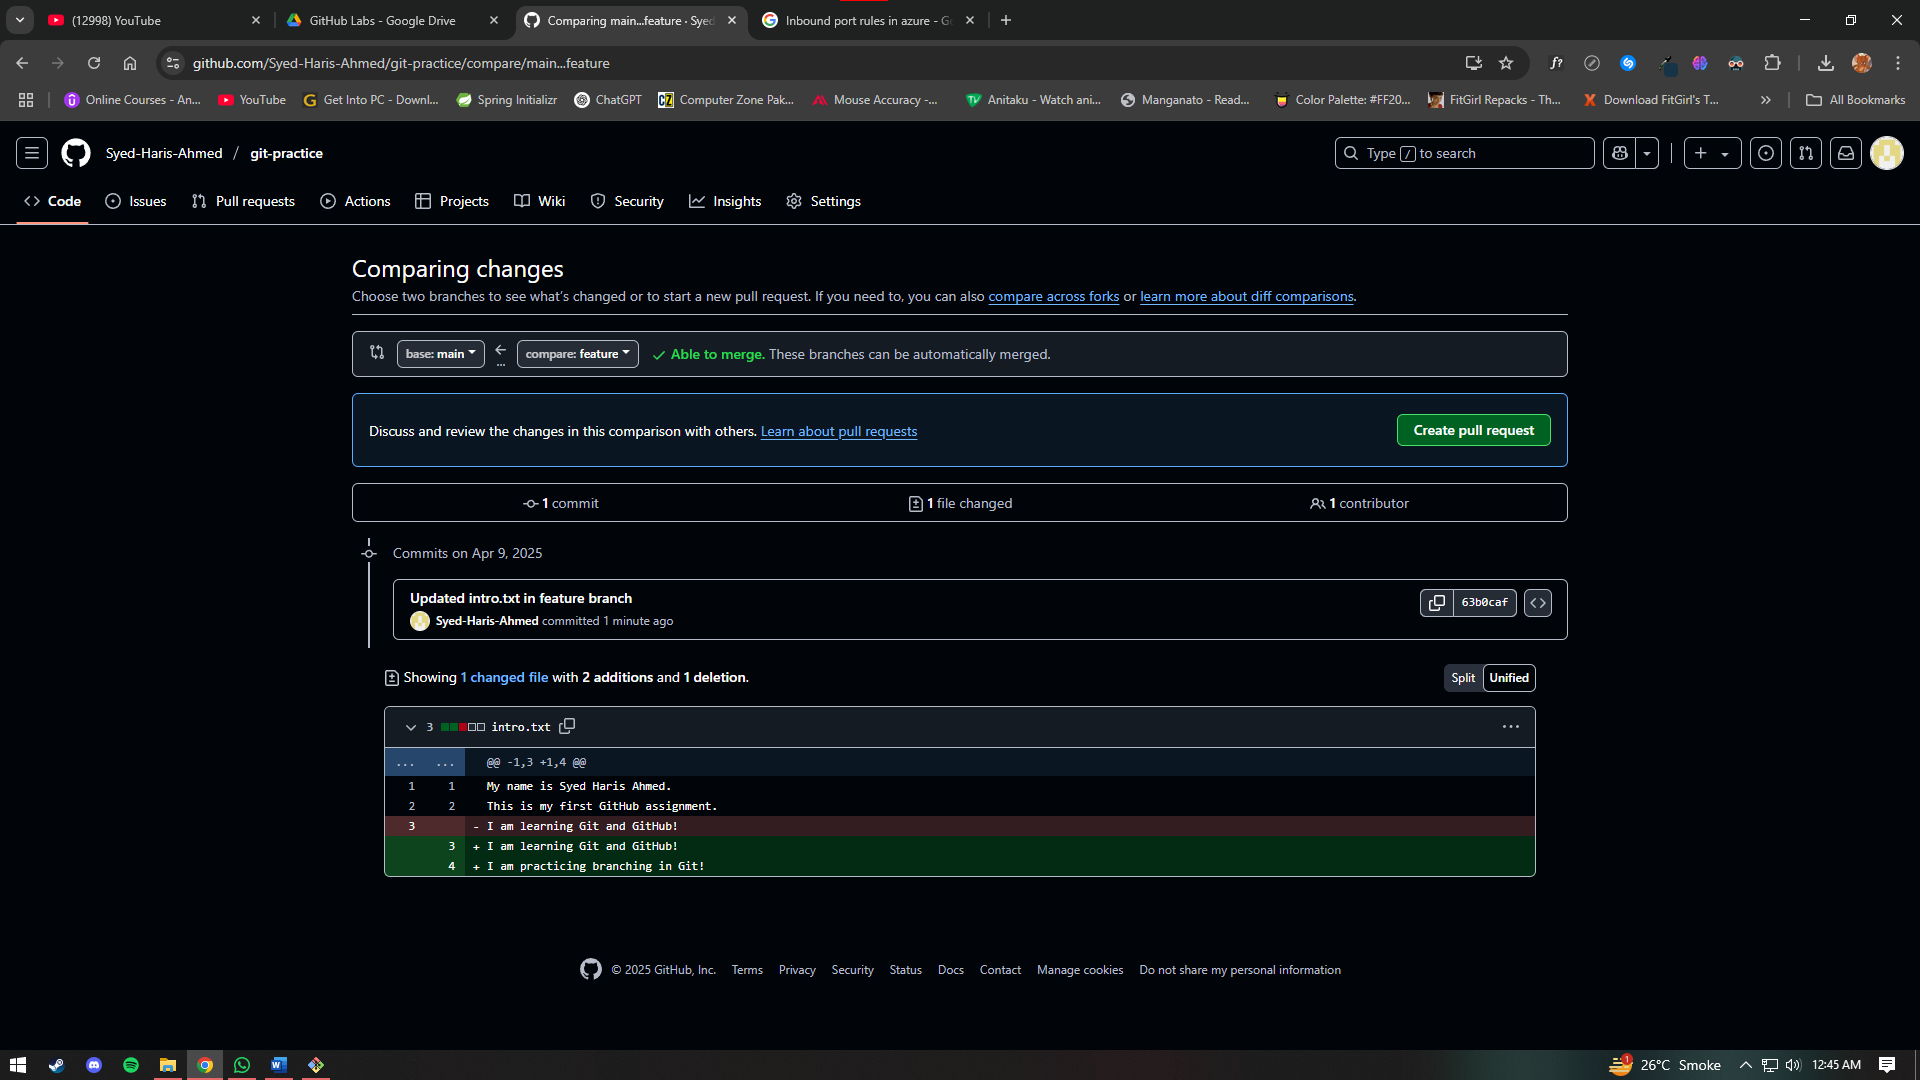 (12998) YouTube
GitHub Labs - Google Drive
Comparing main...feature · Syed
Inbound port rules in azure - G
github.com/Syed-Haris-Ahmed/git-practice/compare/main...feature
Online Courses - An...
YouTube
Get Into PC - Downl...
Spring Initializr
ChatGPT
Computer Zone Pak...
Mouse Accuracy -...
Anitaku - Watch ani...
Manganato - Read...
Color Palette: #FF20...
FitGirl Repacks - Th...
Download FitGirl's T...
All Bookmarks
Syed-Haris-Ahmed / git-practice
Type / to search
Code
Issues
Pull requests
Actions
Projects
Wiki
Security
Insights
Settings
Comparing changes
Choose two branches to see what's changed or to start a new pull request. If you need to, you can also compare across forks or learn more about diff comparisons.
base: main
compare: feature
Able to merge. These branches can be automatically merged.
Discuss and review the changes in this comparison with others. Learn about pull requests
Create pull request
1 commit
1 file changed
1 contributor
Commits on Apr 9, 2025
Updated intro.txt in feature branch
63b0caf
Syed-Haris-Ahmed committed 1 minute ago
Showing 1 changed file with 2 additions and 1 deletion.
Split
Unified
3 intro.txt
... ... @@ -1,3 +1,4 @@
1 1 My name is Syed Haris Ahmed.
2 2 This is my first GitHub assignment.
3 - I am learning Git and GitHub!
3 + I am learning Git and GitHub!
4 + I am practicing branching in Git!
© 2025 GitHub, Inc.
Terms
Privacy
Security
Status
Docs
Contact
Manage cookies
Do not share my personal information
1
26°C Smoke
12:45 AM